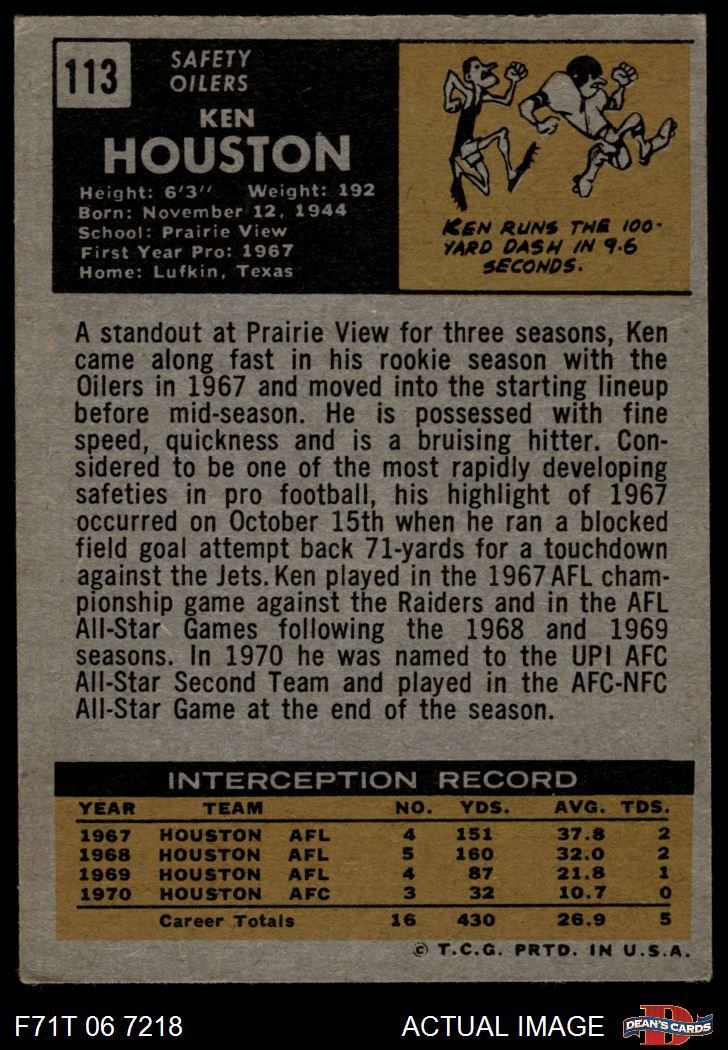 113
SAFETY
OILERS
KEN
HOUSTON
Height: 6'3" Weight: 192
Born: November 12, 1944
School: Prairie View
First Year Pro: 1967
Home: Lufkin, Texas
KEN RUNS THE 100-
YARD DASH IN 9.6
SECONDS.
A standout at Prairie View for three seasons, Ken
came along fast in his rookie season with the
Oilers in 1967 and moved into the starting lineup
before mid-season. He is possessed with fine
speed, quickness and is a bruising hitter. Con-
sidered to be one of the most rapidly developing
safeties in pro football, his highlight of 1967
occurred on October 15th when he ran a blocked
field goal attempt back 71-yards for a touchdown
against the Jets. Ken played in the 1967 AFL cham-
pionship game against the Raiders and in the AFL
All-Star Games following the 1968 and 1969
seasons. In 1970 he was named to the UPI AFC
All-Star Second Team and played in the AFC-NFC
All-Star Game at the end of the season.
INTERCEPTION RECORD
YEAR TEAM NO. YDS. AVG. TDS.
1967 HOUSTON AFL 4 151 37.8 2
1968 HOUSTON AFL 5 160 32.0 2
1969 HOUSTON AFL 4 87 21.8 1
1970 HOUSTON AFC 3 32 10.7 0
Career Totals 16 430 26.9 5
© T.C.G. PRTD. IN U.S.A.
F71T 06 7218 ACTUAL IMAGE DEAN'S CARDS